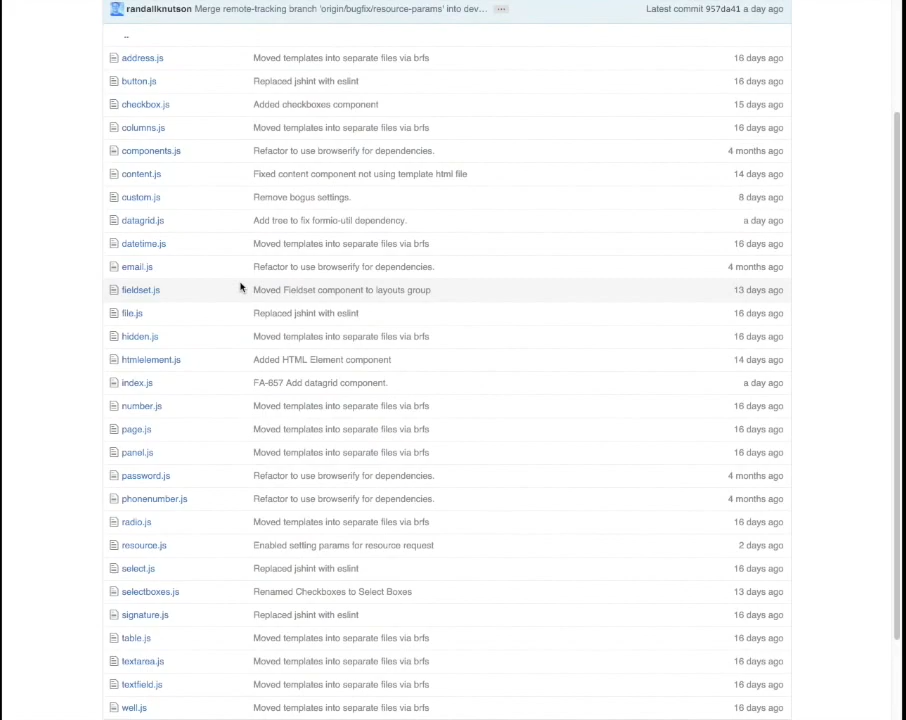 randallknutson Merge remote-tracking branch 'origin/bugfix/resource-params' into dev… ... Latest commit 957da41 a day ago
..
address.js Moved templates into separate files via brfs 16 days ago
button.js Replaced jshint with eslint 16 days ago
checkbox.js Added checkboxes component 15 days ago
columns.js Moved templates into separate files via brfs 16 days ago
components.js Refactor to use browserify for dependencies. 4 months ago
content.js Fixed content component not using template html file 14 days ago
custom.js Remove bogus settings. 8 days ago
datagrid.js Add tree to fix formio-util dependency. a day ago
datetime.js Moved templates into separate files via brfs 16 days ago
email.js Refactor to use browserify for dependencies. 4 months ago
fieldset.js Moved Fieldset component to layouts group 13 days ago
file.js Replaced jshint with eslint 16 days ago
hidden.js Moved templates into separate files via brfs 16 days ago
htmlelement.js Added HTML Element component 14 days ago
index.js FA-657 Add datagrid component. a day ago
number.js Moved templates into separate files via brfs 16 days ago
page.js Moved templates into separate files via brfs 16 days ago
panel.js Moved templates into separate files via brfs 16 days ago
password.js Refactor to use browserify for dependencies. 4 months ago
phonenumber.js Refactor to use browserify for dependencies. 4 months ago
radio.js Moved templates into separate files via brfs 16 days ago
resource.js Enabled setting params for resource request 2 days ago
select.js Replaced jshint with eslint 16 days ago
selectboxes.js Renamed Checkboxes to Select Boxes 13 days ago
signature.js Replaced jshint with eslint 16 days ago
table.js Moved templates into separate files via brfs 16 days ago
textarea.js Moved templates into separate files via brfs 16 days ago
textfield.js Moved templates into separate files via brfs 16 days ago
well.js Moved templates into separate files via brfs 16 days ago